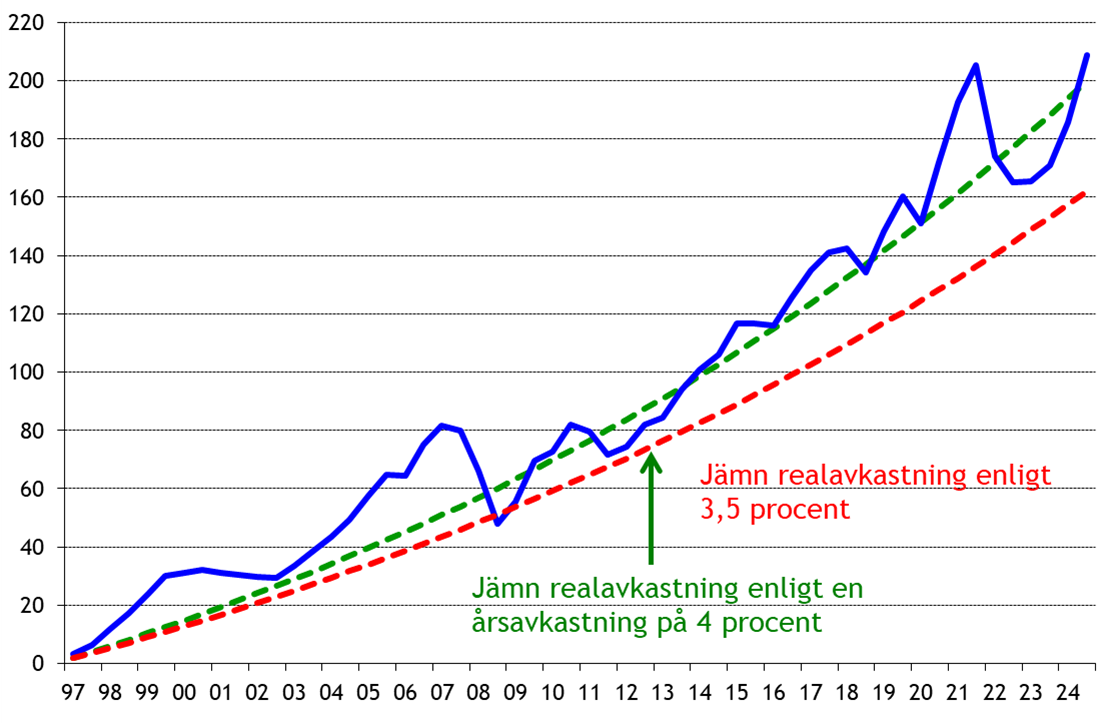 220
200
180
160
140
120
100
80
60
40
20
0
Jämn realavkastning enligt
3,5 procent
Jämn realavkastning enligt en
årsavkastning på 4 procent
97 98 99 00 01 02 03 04 05 06 07 08 09 10 11 12 13 14 15 16 17 18 19 20 21 22 23 24